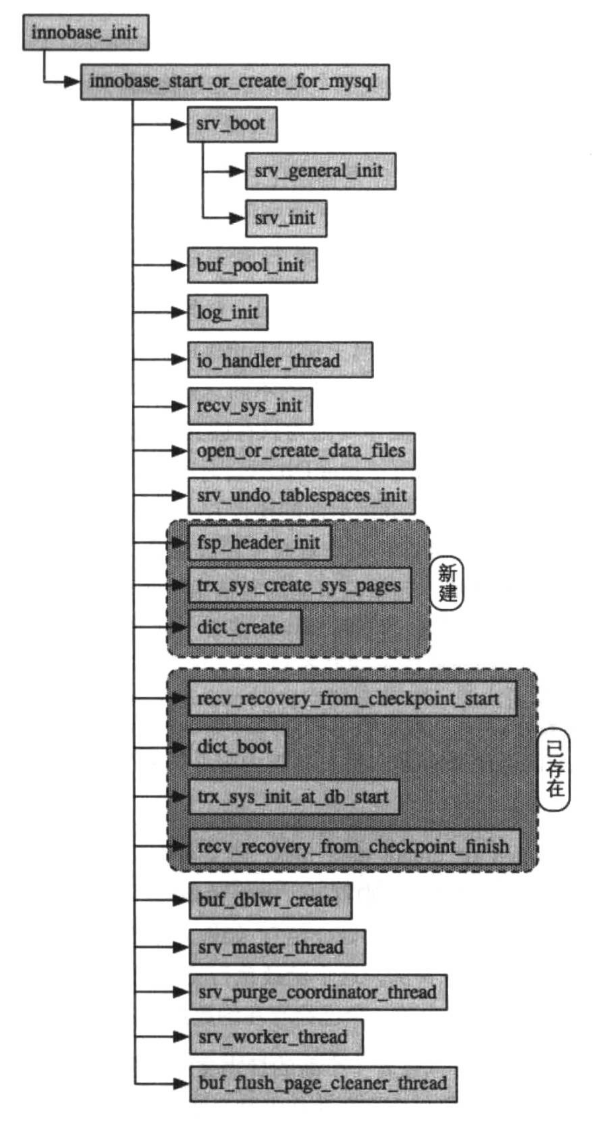 innobase_init
innobase_start_or_create_for_mysql
srv_boot
srv_general_init
srv_init
buf_pool_init
log_init
io_handler_thread
recv_sys_init
open_or_create_data_files
srv_undo_tablespaces_init
fsp_header_init
trx_sys_create_sys_pages
dict_create
新建
recv_recovery_from_checkpoint_start
dict_boot
trx_sys_init_at_db_start
recv_recovery_from_checkpoint_finish
已存在
buf_dblwr_create
srv_master_thread
srv_purge_coordinator_thread
srv_worker_thread
buf_flush_page_cleaner_thread